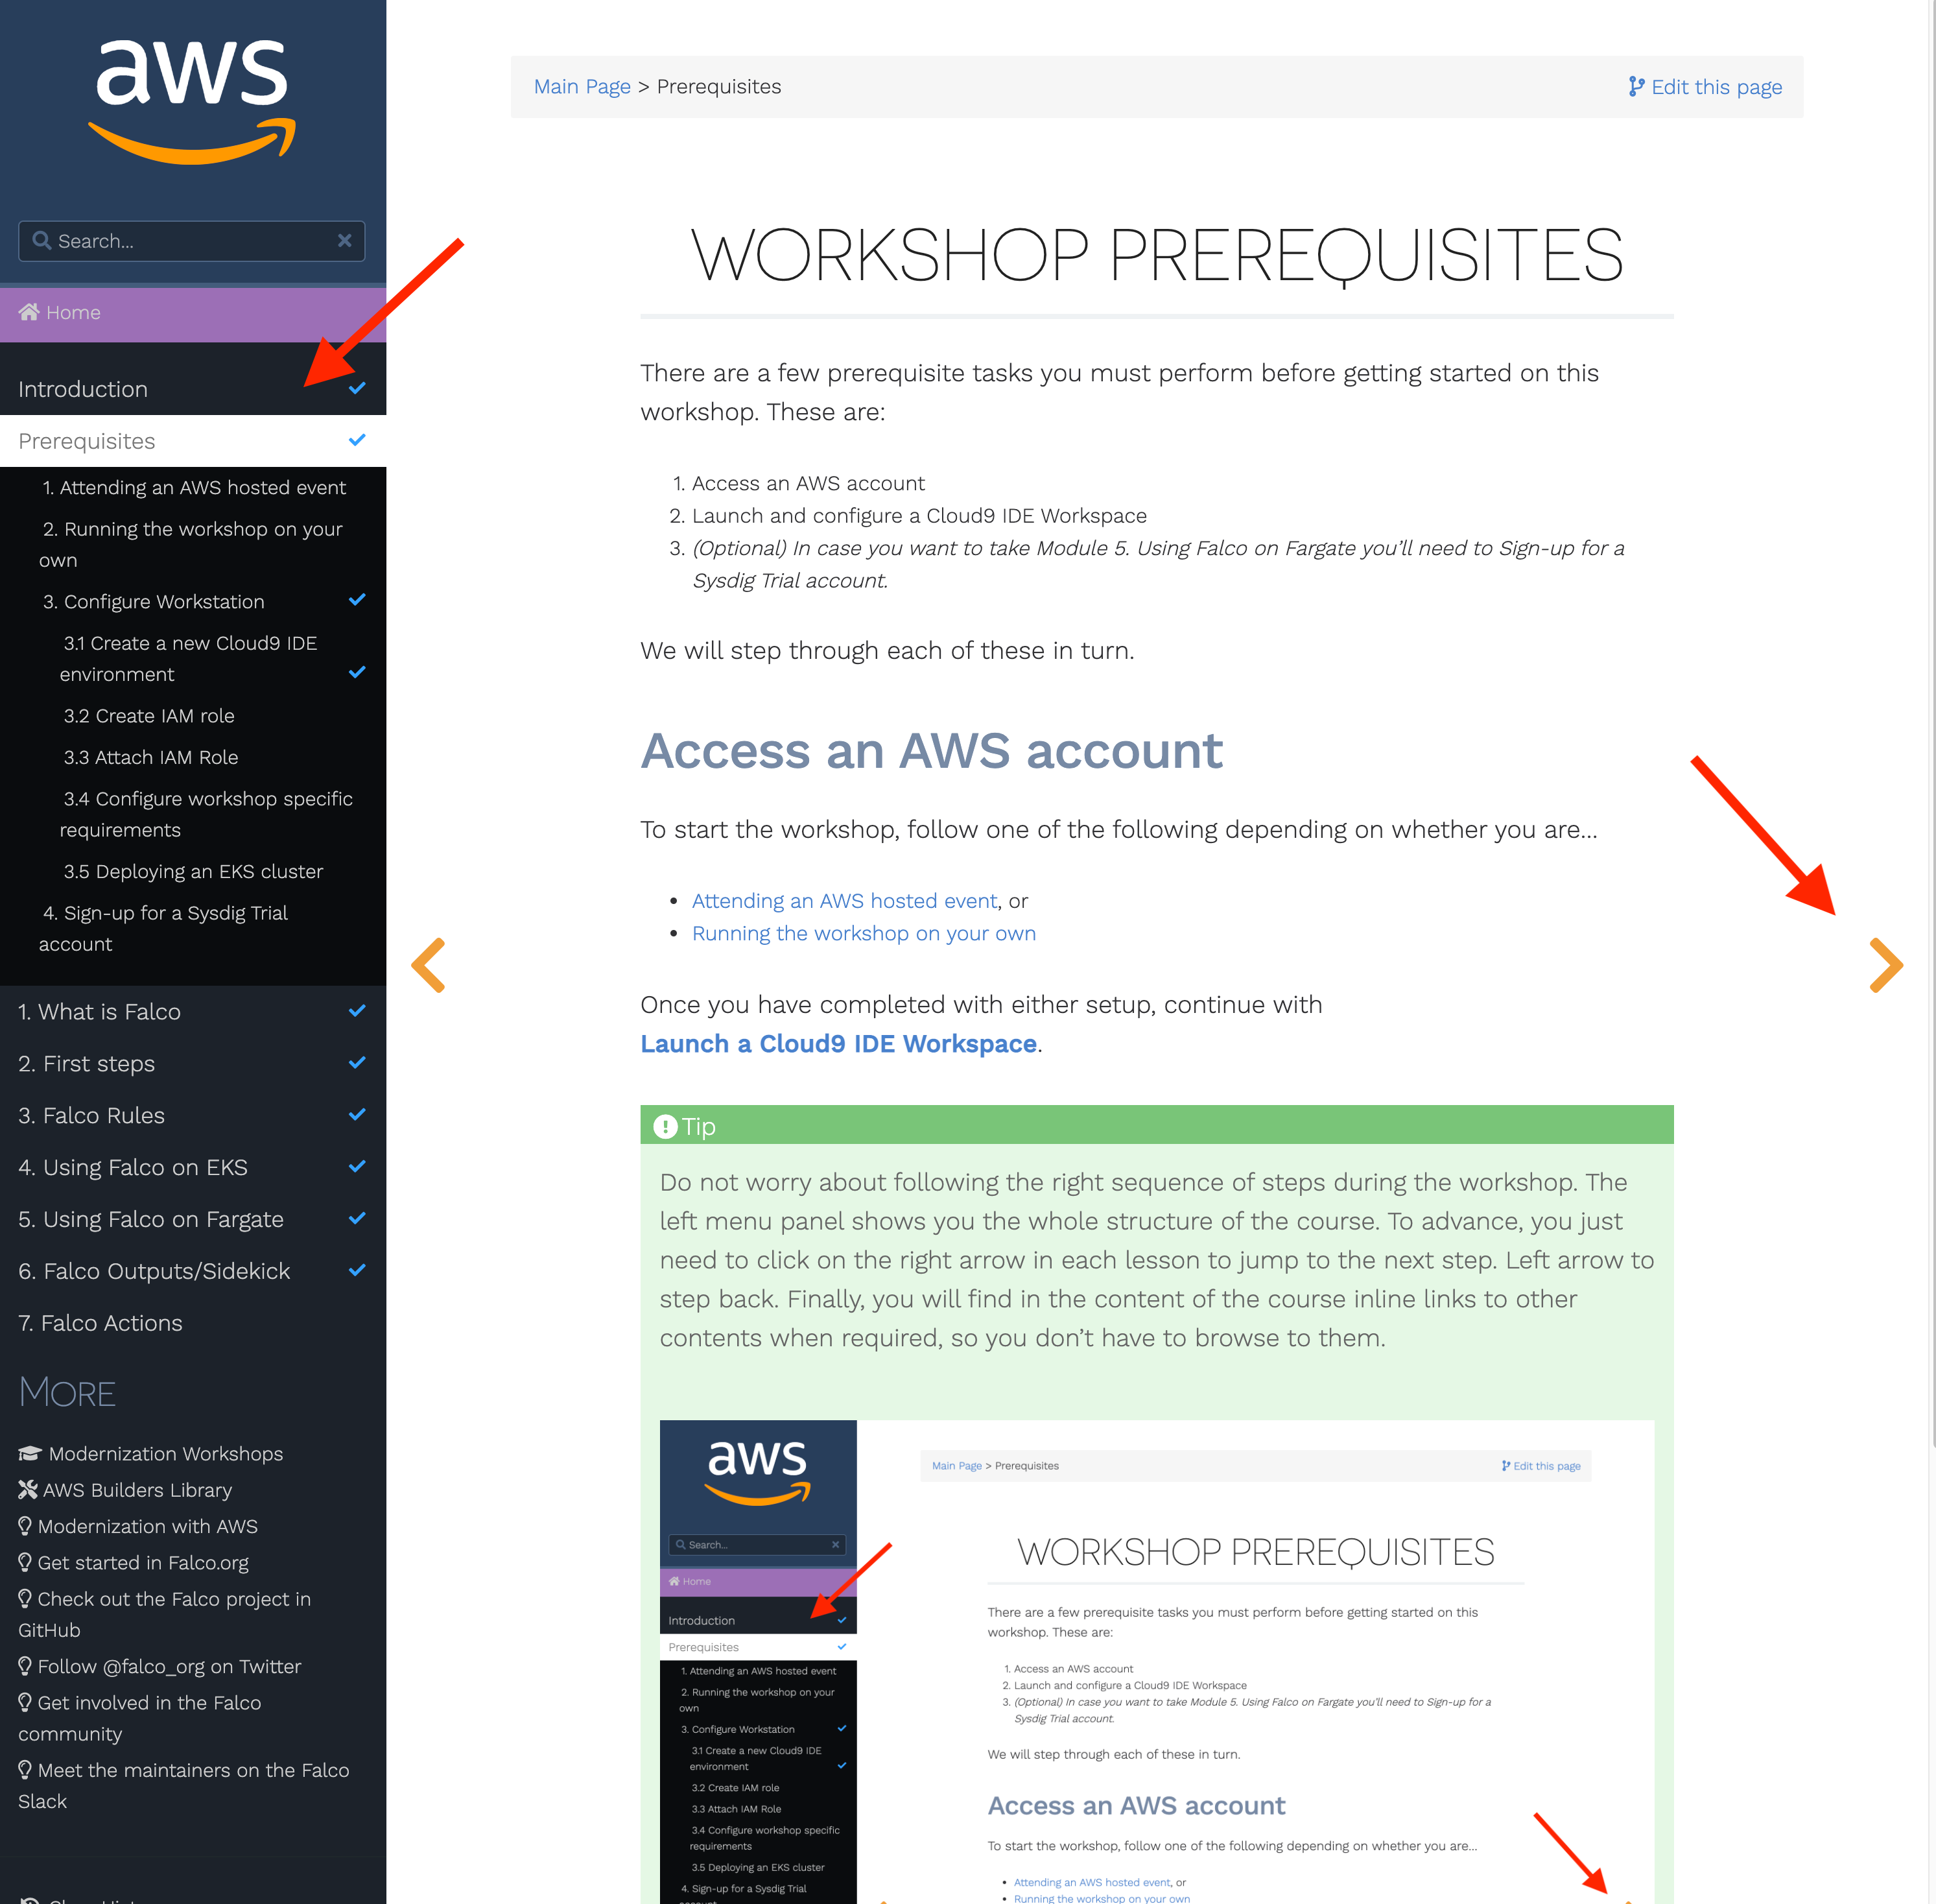 aws
Search...
Home
Introduction
Prerequisites
1. Attending an AWS hosted event
2. Running the workshop on your
own
3. Configure Workstation
3.1 Create a new Cloud9 IDE
environment
3.2 Create IAM role
3.3 Attach IAM Role
3.4 Configure workshop specific
requirements
3.5 Deploying an EKS cluster
4. Sign-up for a Sysdig Trial
account
1. What is Falco
2. First steps
3. Falco Rules
4. Using Falco on EKS
5. Using Falco on Fargate
6. Falco Outputs/Sidekick
7. Falco Actions
MORE
Modernization Workshops
AWS Builders Library
Modernization with AWS
Get started in Falco.org
Check out the Falco project in
GitHub
Follow @falco_org on Twitter
Get involved in the Falco
community
Meet the maintainers on the Falco
Slack
Main Page > Prerequisites
Edit this page
WORKSHOP PREREQUISITES
There are a few prerequisite tasks you must perform before getting started on this
workshop. These are:
1. Access an AWS account
2. Launch and configure a Cloud9 IDE Workspace
3. (Optional) In case you want to take Module 5. Using Falco on Fargate you'll need to Sign-up for a
Sysdig Trial account.
We will step through each of these in turn.
Access an AWS account
To start the workshop, follow one of the following depending on whether you are...
• Attending an AWS hosted event, or
• Running the workshop on your own
Once you have completed with either setup, continue with
Launch a Cloud9 IDE Workspace.
Tip
Do not worry about following the right sequence of steps during the workshop. The
left menu panel shows you the whole structure of the course. To advance, you just
need to click on the right arrow in each lesson to jump to the next step. Left arrow to
step back. Finally, you will find in the content of the course inline links to other
contents when required, so you don't have to browse to them.
aws
Search...
Home
Introduction
Prerequisites
1. Attending an AWS hosted event
2. Running the workshop on your
own
3. Configure Workstation
3.1 Create a new Cloud9 IDE
environment
3.2 Create IAM role
3.3 Attach IAM Role
3.4 Configure workshop specific
requirements
3.5 Deploying an EKS cluster
4. Sign-up for a Sysdig Trial
Main Page > Prerequisites
Edit this page
WORKSHOP PREREQUISITES
There are a few prerequisite tasks you must perform before getting started on this
workshop. These are:
1. Access an AWS account
2. Launch and configure a Cloud9 IDE Workspace
3. (Optional) In case you want to take Module 5. Using Falco on Fargate you'll need to Sign-up for a
Sysdig Trial account.
We will step through each of these in turn.
Access an AWS account
To start the workshop, follow one of the following depending on whether you are...
• Attending an AWS hosted event, or
• Running the workshop on your own